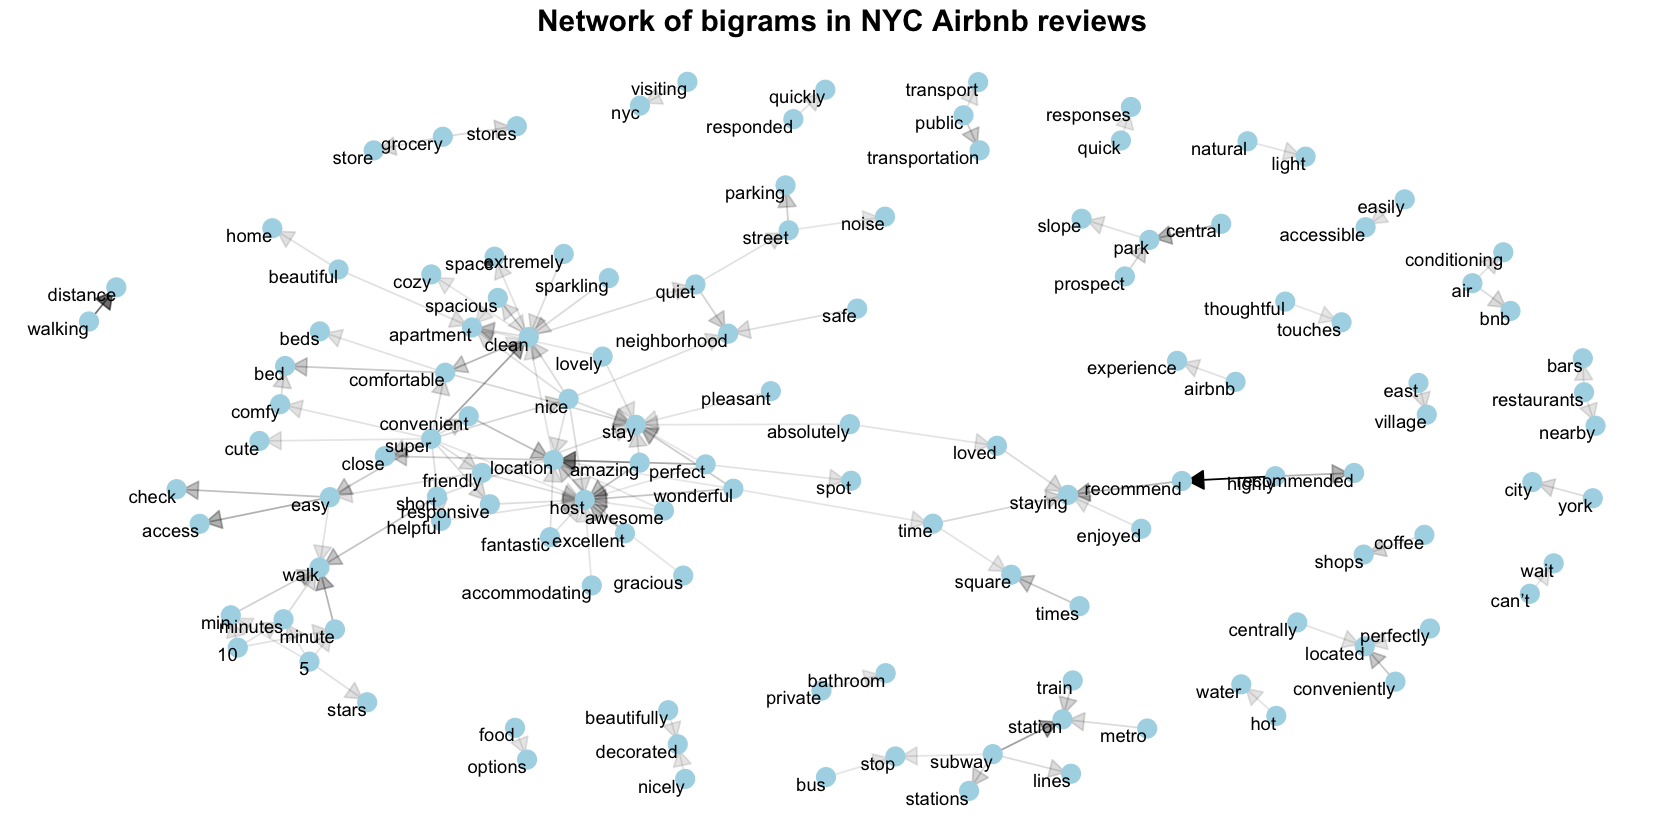 Network of bigrams in NYC Airbnb reviews
visiting
nyc
quickly
responded
transport
public
transportation
responses
quick
natural
light
stores
grocery
store
parking
street
noise
slope
park
central
prospect
easily
accessible
home
beautiful
space
extremely
cozy
sparkling
spacious
quiet
conditioning
air
bnb
distance
walking
apartment
clean
neighborhood
safe
thoughtful
touches
beds
bed
comfortable
lovely
experience
airbnb
bars
restaurants
nearby
east
village
comfy
convenient
nice
pleasant
stay
absolutely
cute
super
close
location
amazing
perfect
loved
check
friendly
wonderful
spot
staying
recommend
highly
recommended
city
york
easy
short
responsive
host
awesome
access
helpful
fantastic
excellent
time
enjoyed
coffee
shops
walk
accommodating
gracious
square
times
wait
can't
min
minutes
minute
10
5
stars
centrally
perfectly
located
conveniently
private
bathroom
train
station
metro
water
hot
food
options
beautifully
decorated
nicely
bus
stop
subway
stations
lines